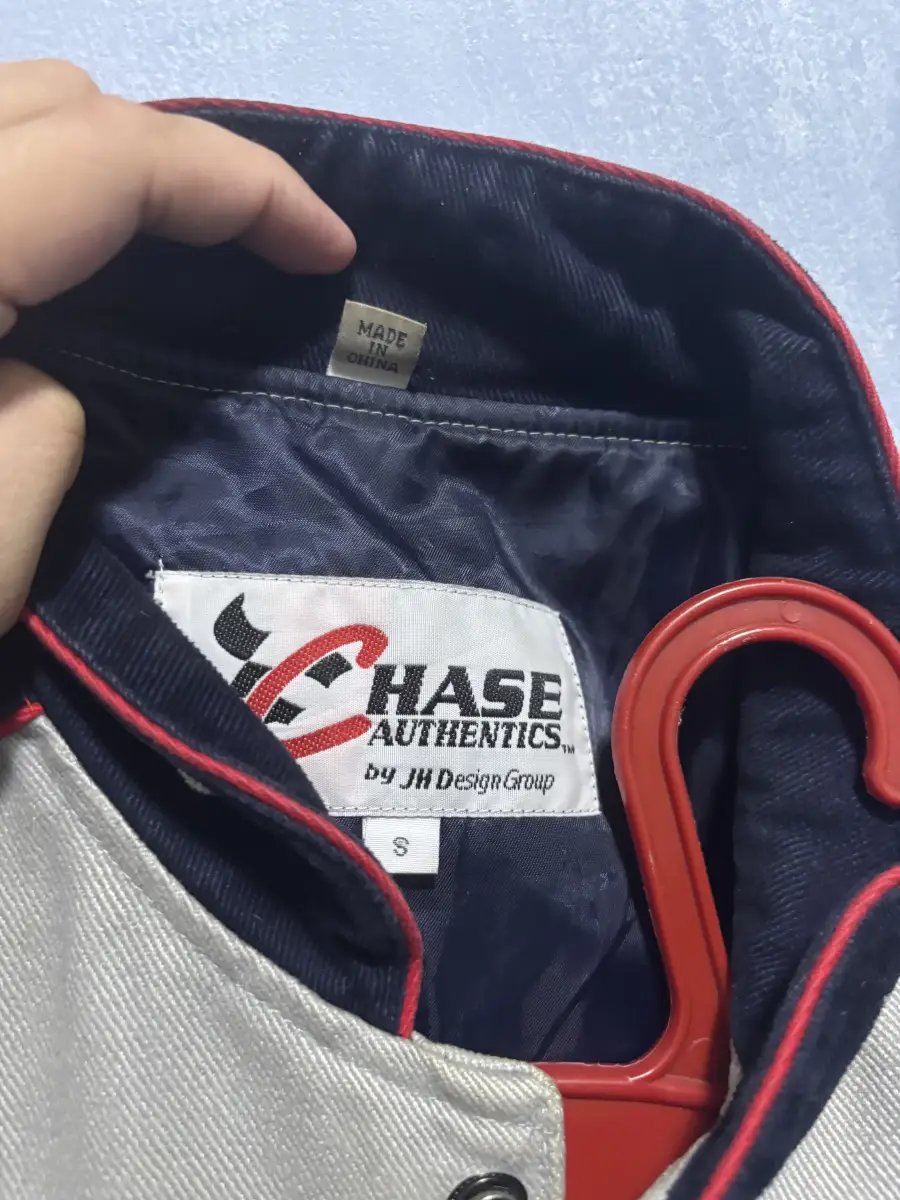 MADE
IN
CHINA
CHASE
AUTHENTICS™
by JH Design Group
S